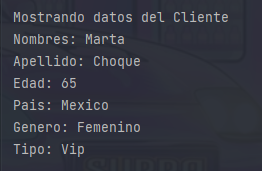 Mostrando datos del Cliente
Nombres: Marta
Apellido: Choque
Edad: 65
Pais: Mexico
Genero: Femenino
Tipo: Vip